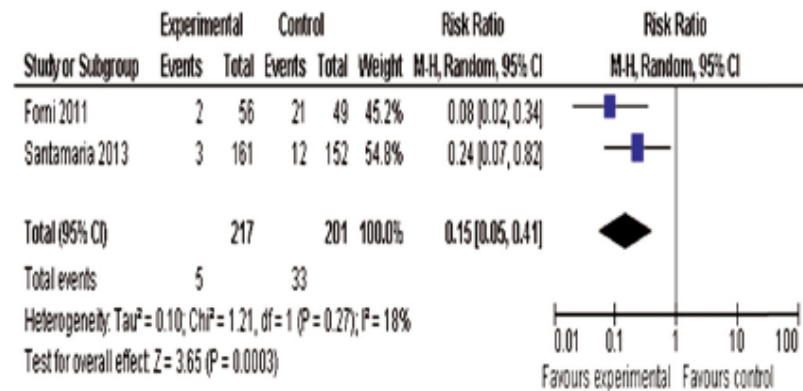 Experimental Control Risk Ratio Risk Ratio
Study or Subgroup Events Total Events Total Weight M-H, Random, 95% CI M-H, Random, 95% CI
Forni 2011 2 56 21 49 45.2% 0.08 [0.02, 0.34]
Santamaria 2013 3 161 12 152 54.8% 0.24 [0.07, 0.82]
Total (95% CI) 217 201 100.0% 0.15 [0.05, 0.41]
Total events 5 33
Heterogeneity: Tau² = 0.10; Chi² = 1.21, df = 1 (P = 0.27); I² = 18%
Test for overall effect: Z = 3.65 (P = 0.0003)
0.01 0.1 1 10 100
Favours experimental Favours control